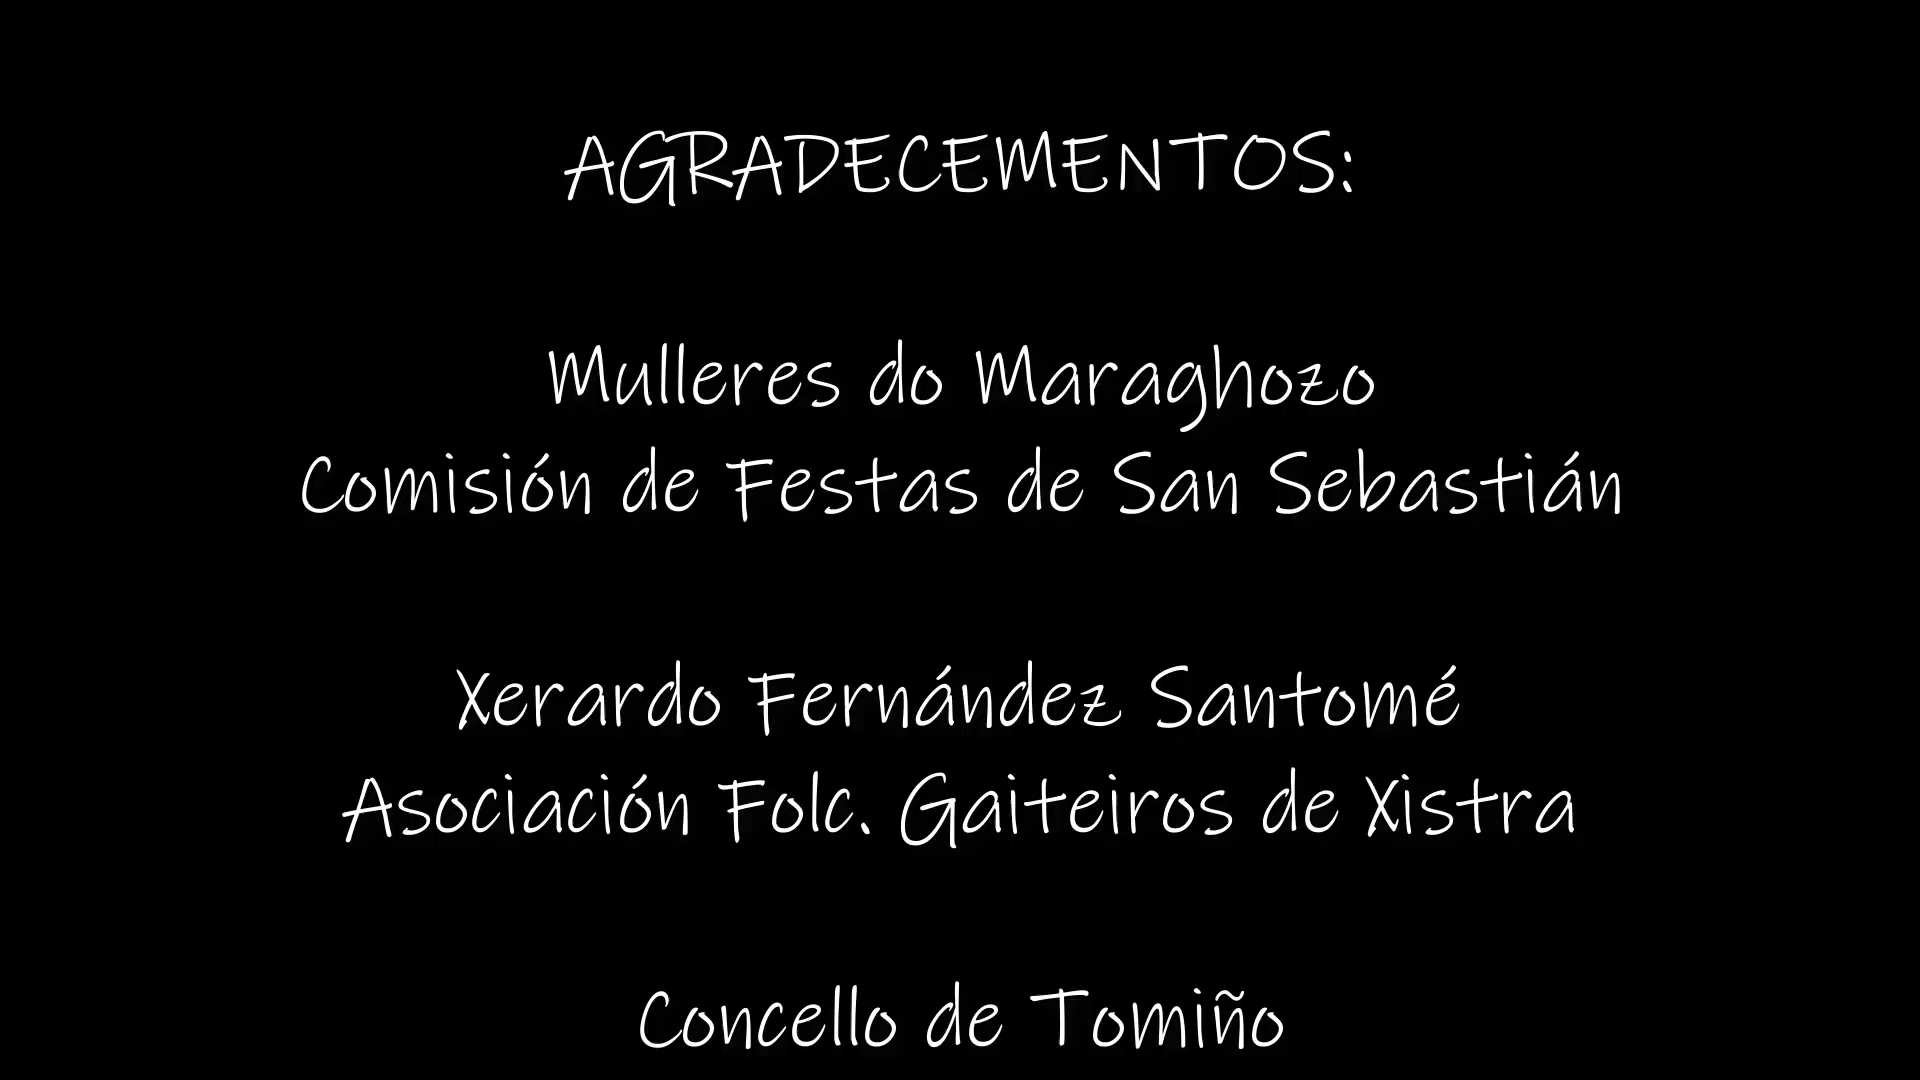 AGRADECEMENTOS:
Mulleres do Maraghozo
Comisión de Festas de San Sebastián
Xerardo Fernández Santomé
Asociación Folc. Gaiteiros de Xistra
Concello de Tomiño